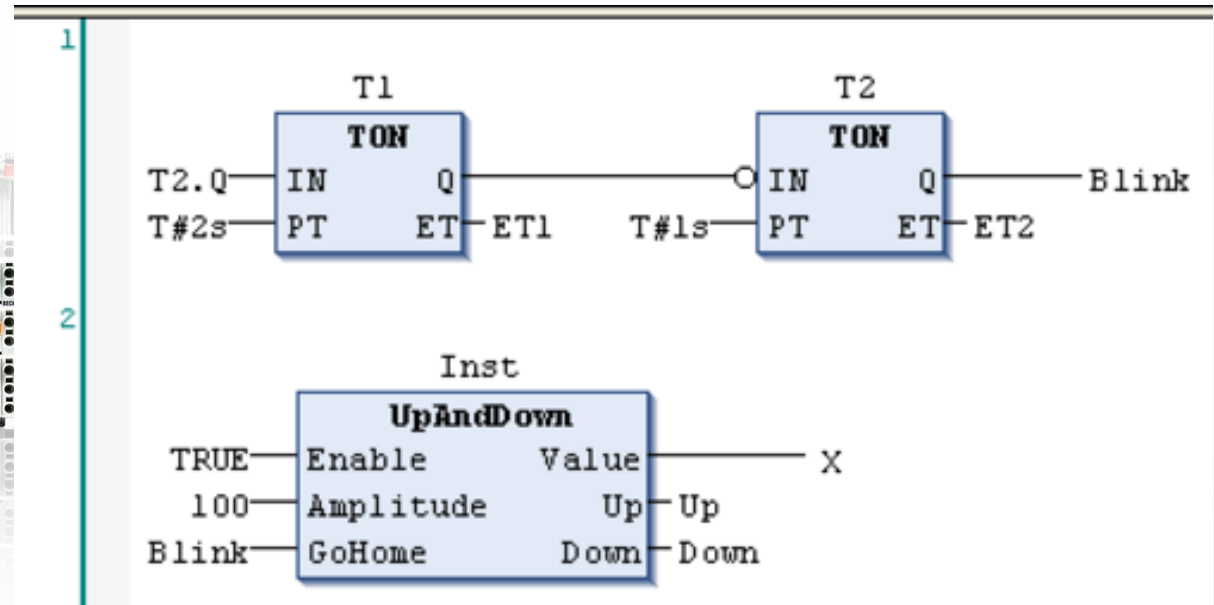 1
T1 T2
TON TON
T2.Q IN Q IN Q Blink
T#2s PT ET ET1 T#1s PT ET ET2
2
Inst
UpAndDown
TRUE Enable Value X
100 Amplitude Up Up
Blink GoHome Down Down